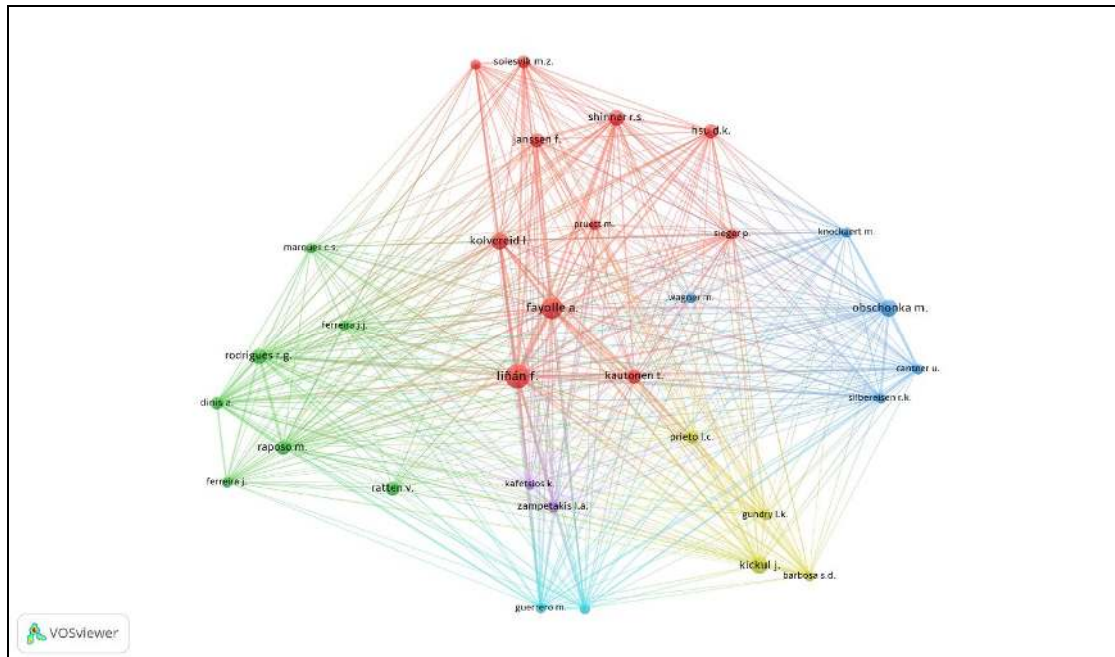 solesvik m.z.
shinner r.s
hsu d.k.
janssen f.
pruett m.
sieger p.
knockaert m.
kolvereid l.
marques c.s.
wagner m.
fayolle a.
obschonka m.
ferreira j.j.
rodrigues r.g.
cantner u.
liñán f.
kautonen t.
silbereisen r.k.
dinis a.
prieto l.c.
raposo m.
ferreira j.
ratten v.
kafetsios k.
zampetakis l.a.
gundry l.k.
kickul j.
barbosa s.d.
guerrero m.
VOSviewer